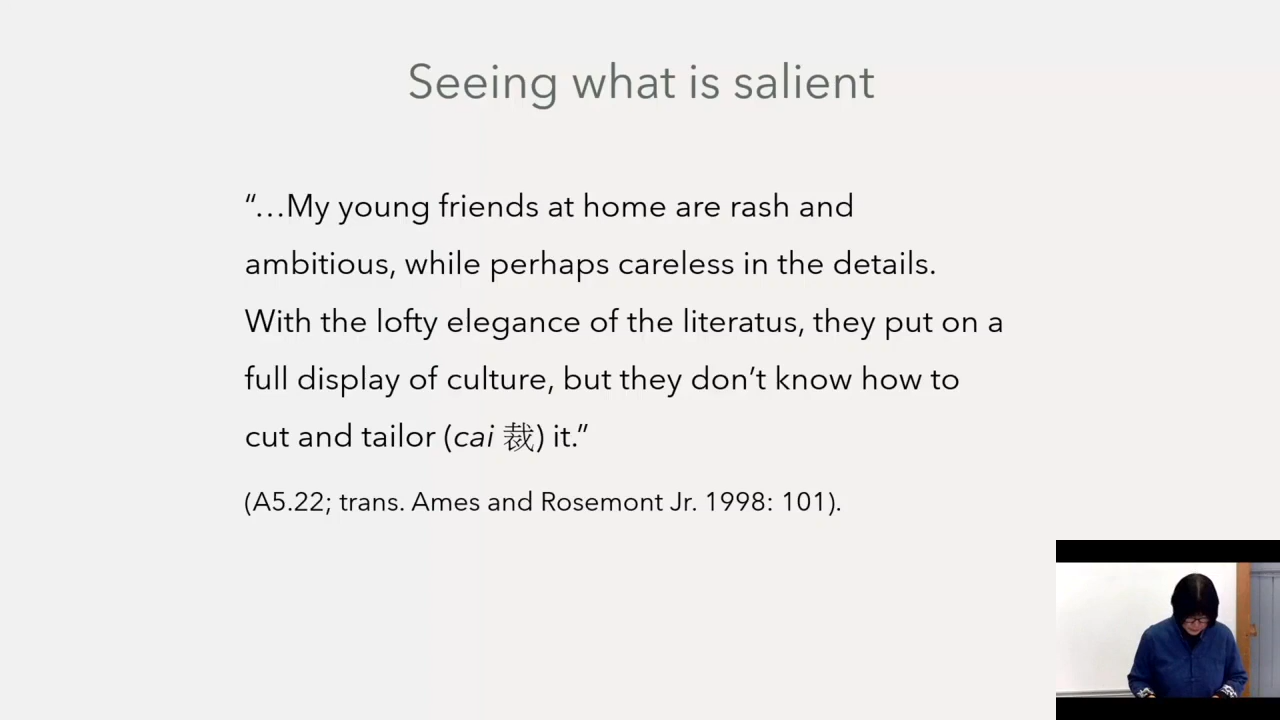 Seeing what is salient
“…My young friends at home are rash and
ambitious, while perhaps careless in the details.
With the lofty elegance of the literatus, they put on a
full display of culture, but they don’t know how to
cut and tailor (cai 裁) it.”
(A5.22; trans. Ames and Rosemont Jr. 1998: 101).